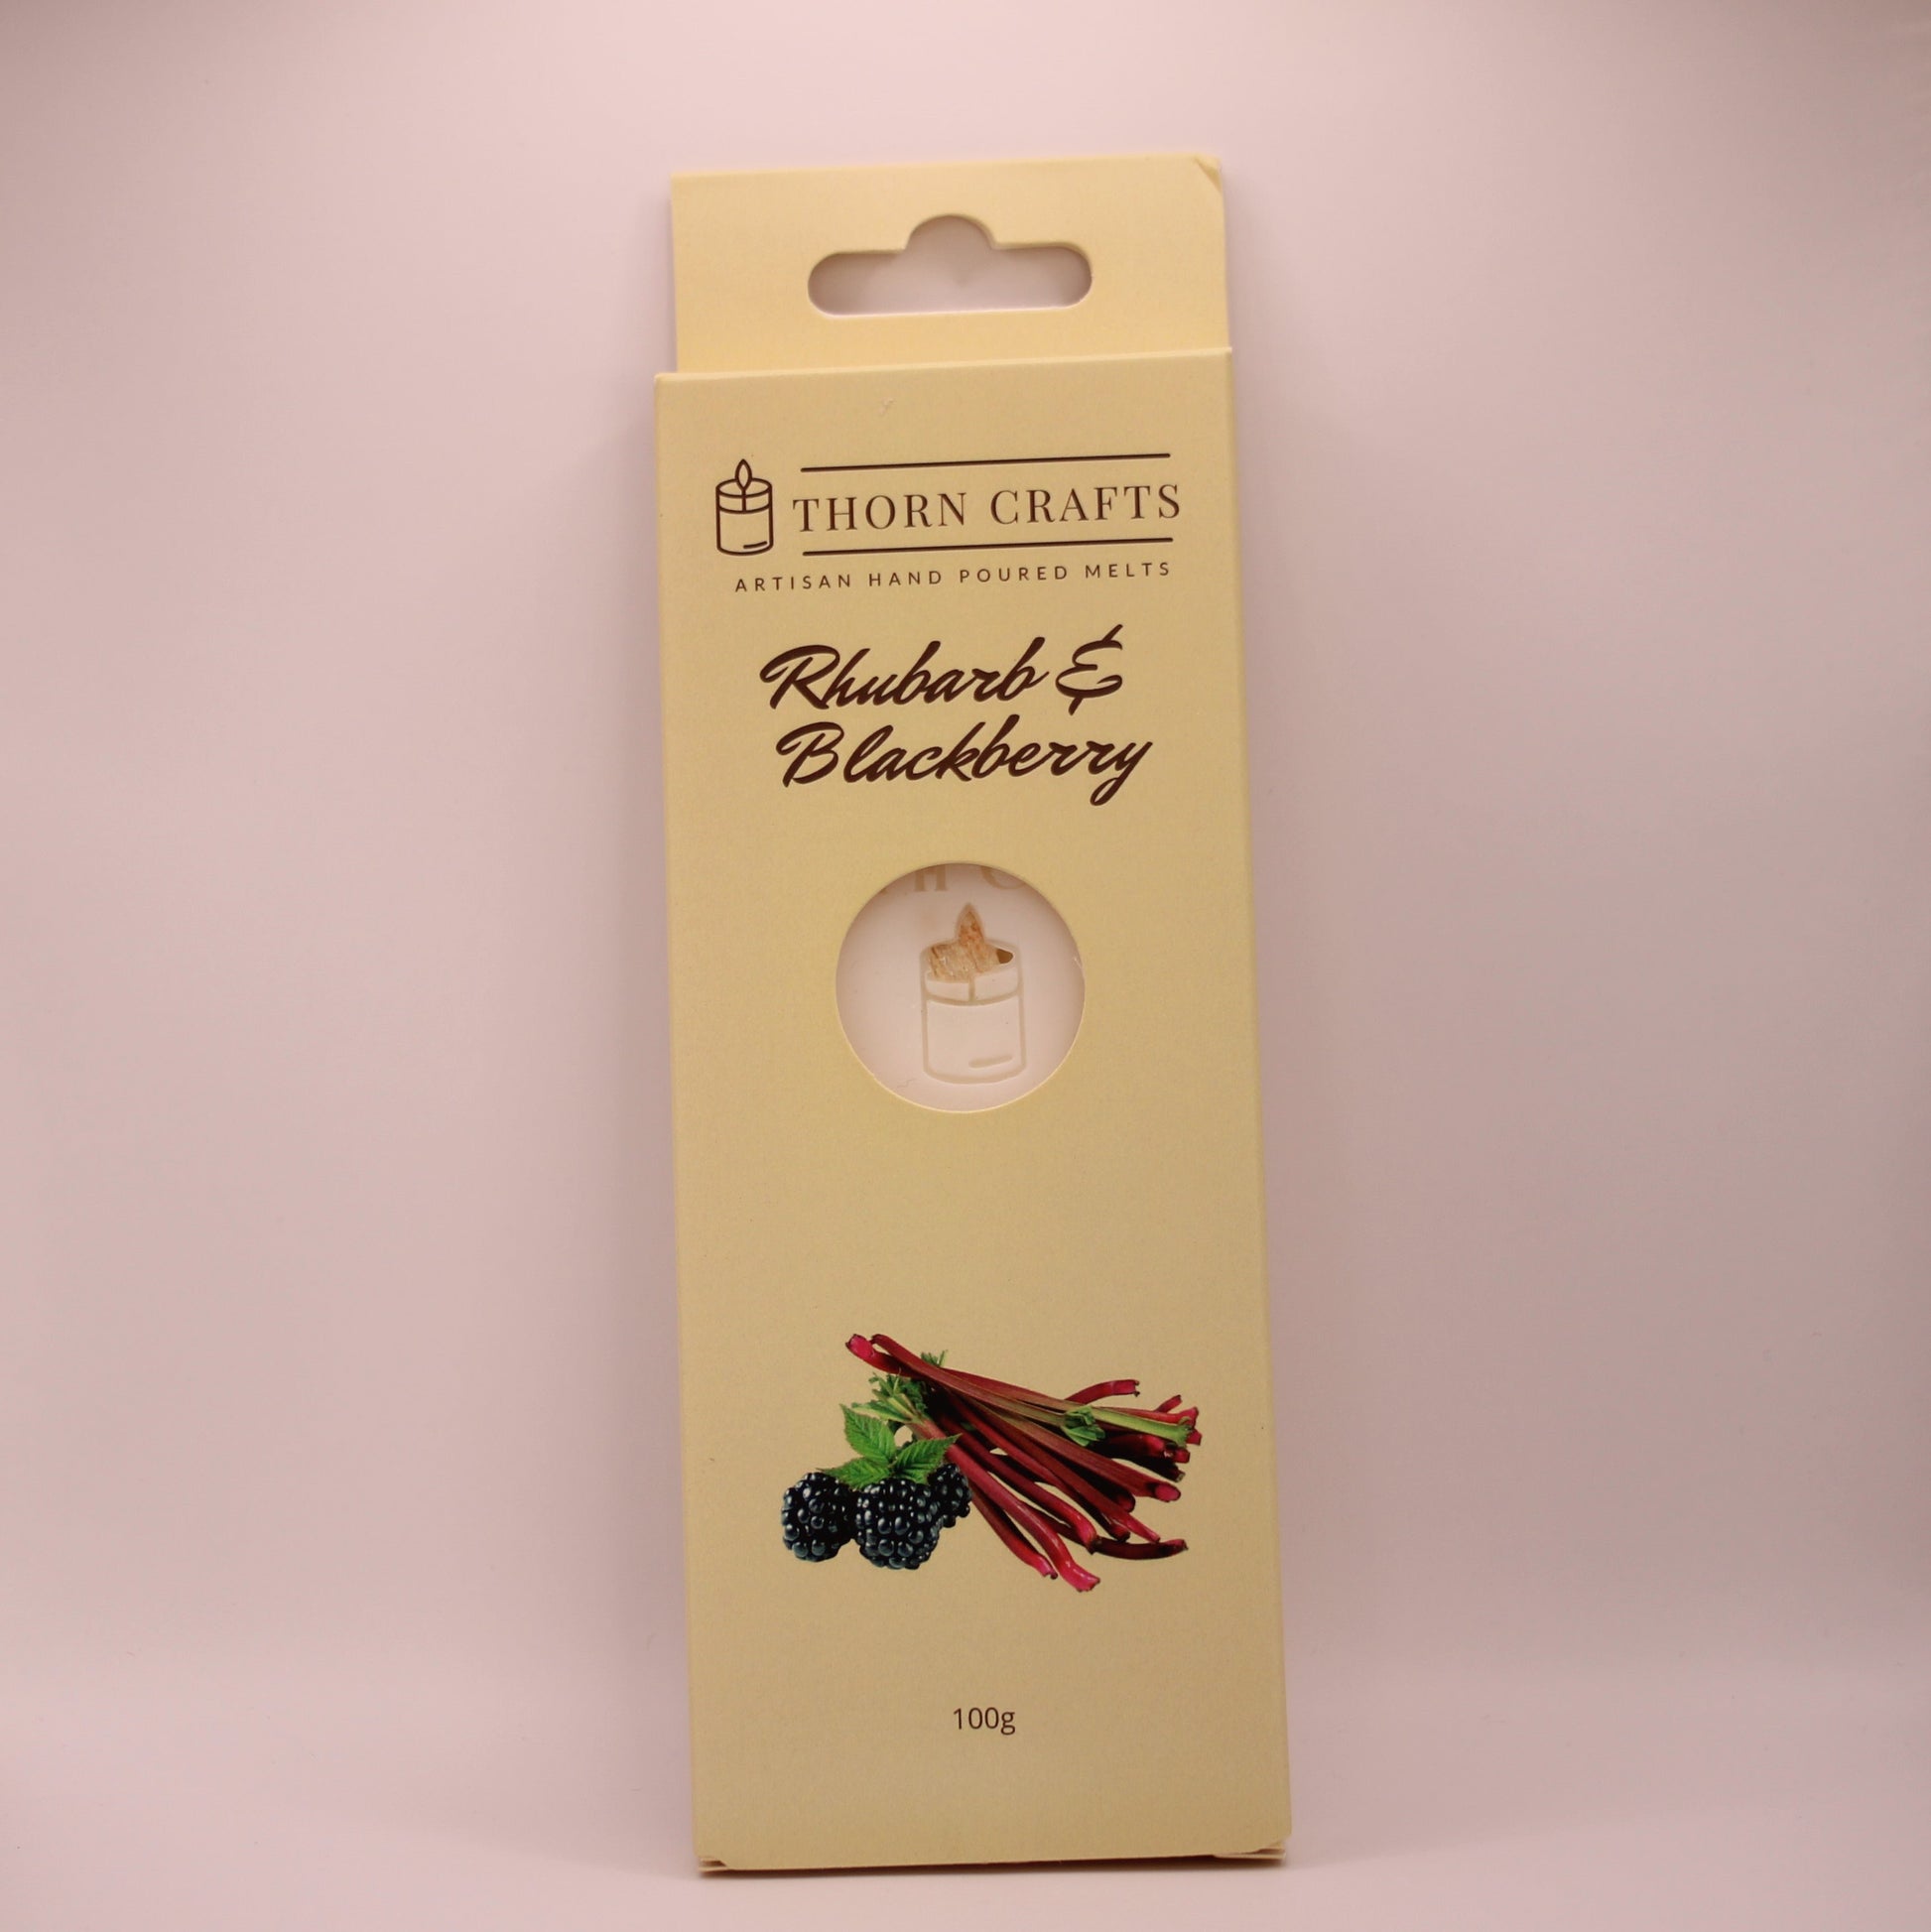 THORN CRAFTS
ARTISAN HAND POURED MELTS
Rhubarb &
Blackberry
100g